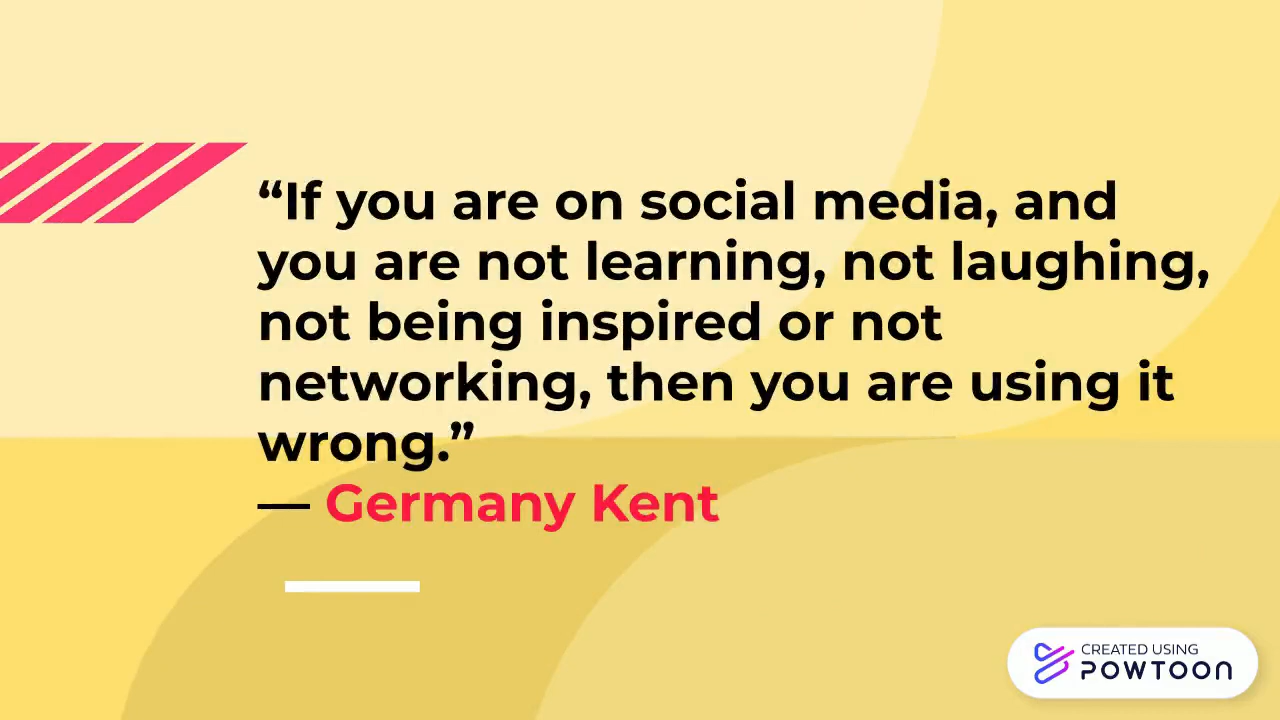 “If you are on social media, and
you are not learning, not laughing,
not being inspired or not
networking, then you are using it
wrong.”
— Germany Kent
CREATED USING
POWTOON